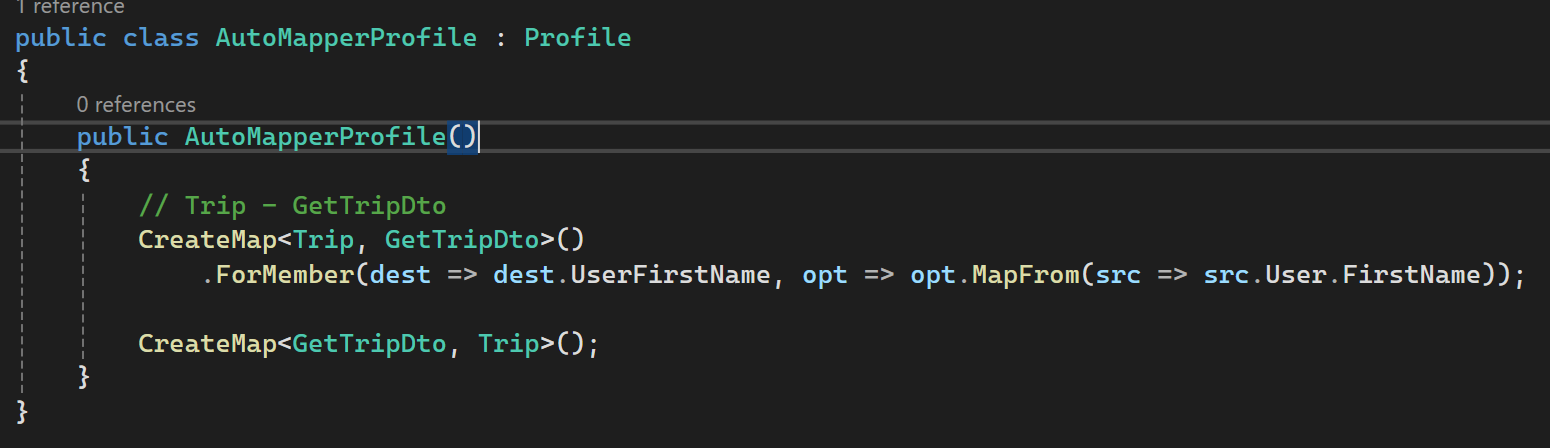 1 reference
public class AutoMapperProfile : Profile
{
0 references
public AutoMapperProfile()
{
// Trip - GetTripDto
CreateMap<Trip, GetTripDto>()
.ForMember(dest => dest.UserFirstName, opt => opt.MapFrom(src => src.User.FirstName));
CreateMap<GetTripDto, Trip>();
}
}